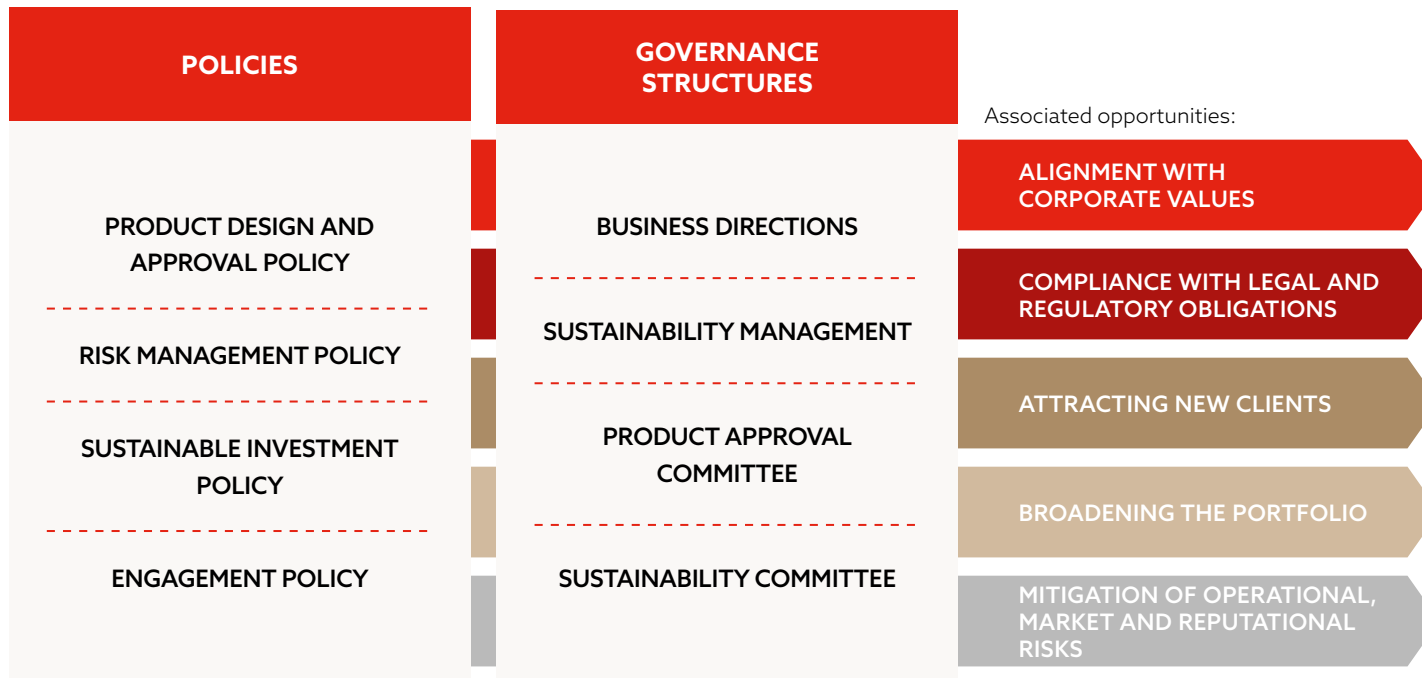 POLICIES
PRODUCT DESIGN AND
APPROVAL POLICY
RISK MANAGEMENT POLICY
SUSTAINABLE INVESTMENT
POLICY
ENGAGEMENT POLICY
GOVERNANCE
STRUCTURES
BUSINESS DIRECTIONS
SUSTAINABILITY MANAGEMENT
PRODUCT APPROVAL
COMMITTEE
SUSTAINABILITY COMMITTEE
Associated opportunities:
ALIGNMENT WITH
CORPORATE VALUES
COMPLIANCE WITH LEGAL AND
REGULATORY OBLIGATIONS
ATTRACTING NEW CLIENTS
BROADENING THE PORTFOLIO
MITIGATION OF OPERATIONAL,
MARKET AND REPUTATIONAL
RISKS